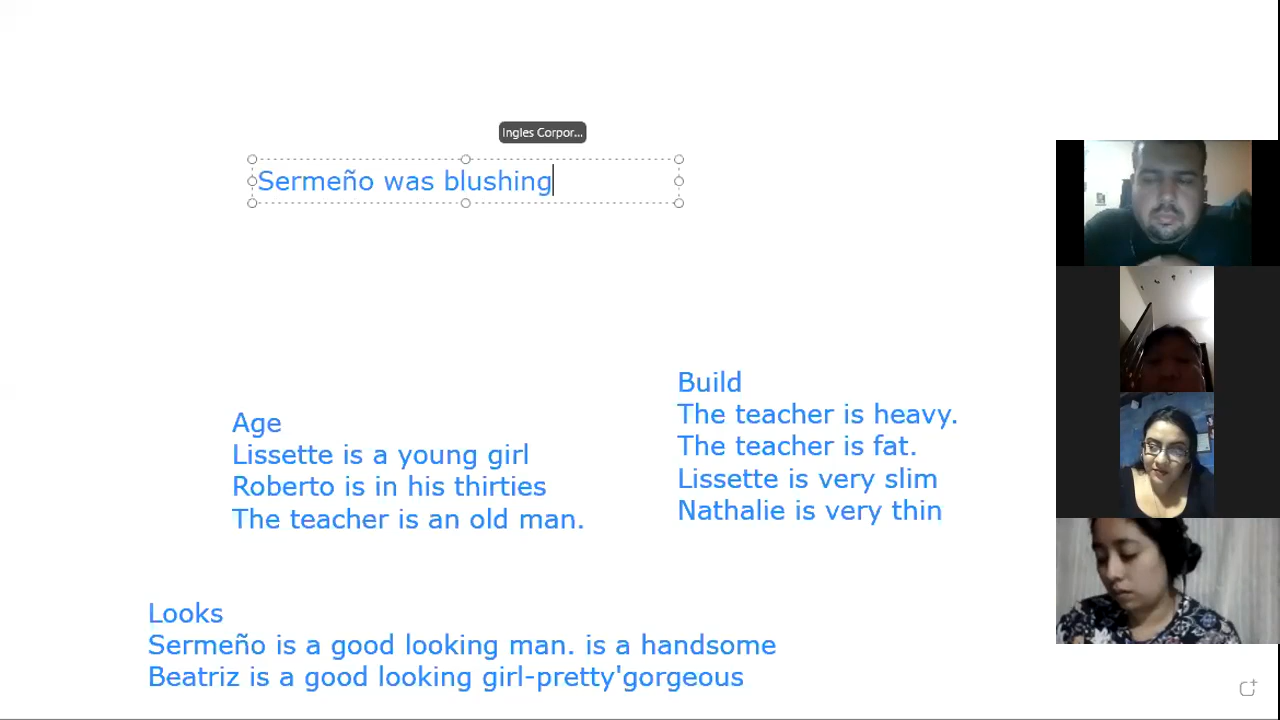 Ingles Corpor...
Sermeño was blushing
Build
The teacher is heavy.
The teacher is fat.
Lissette is very slim
Nathalie is very thin
Age
Lissette is a young girl
Roberto is in his thirties
The teacher is an old man.
Looks
Sermeño is a good looking man. is a handsome
Beatriz is a good looking girl-pretty'gorgeous